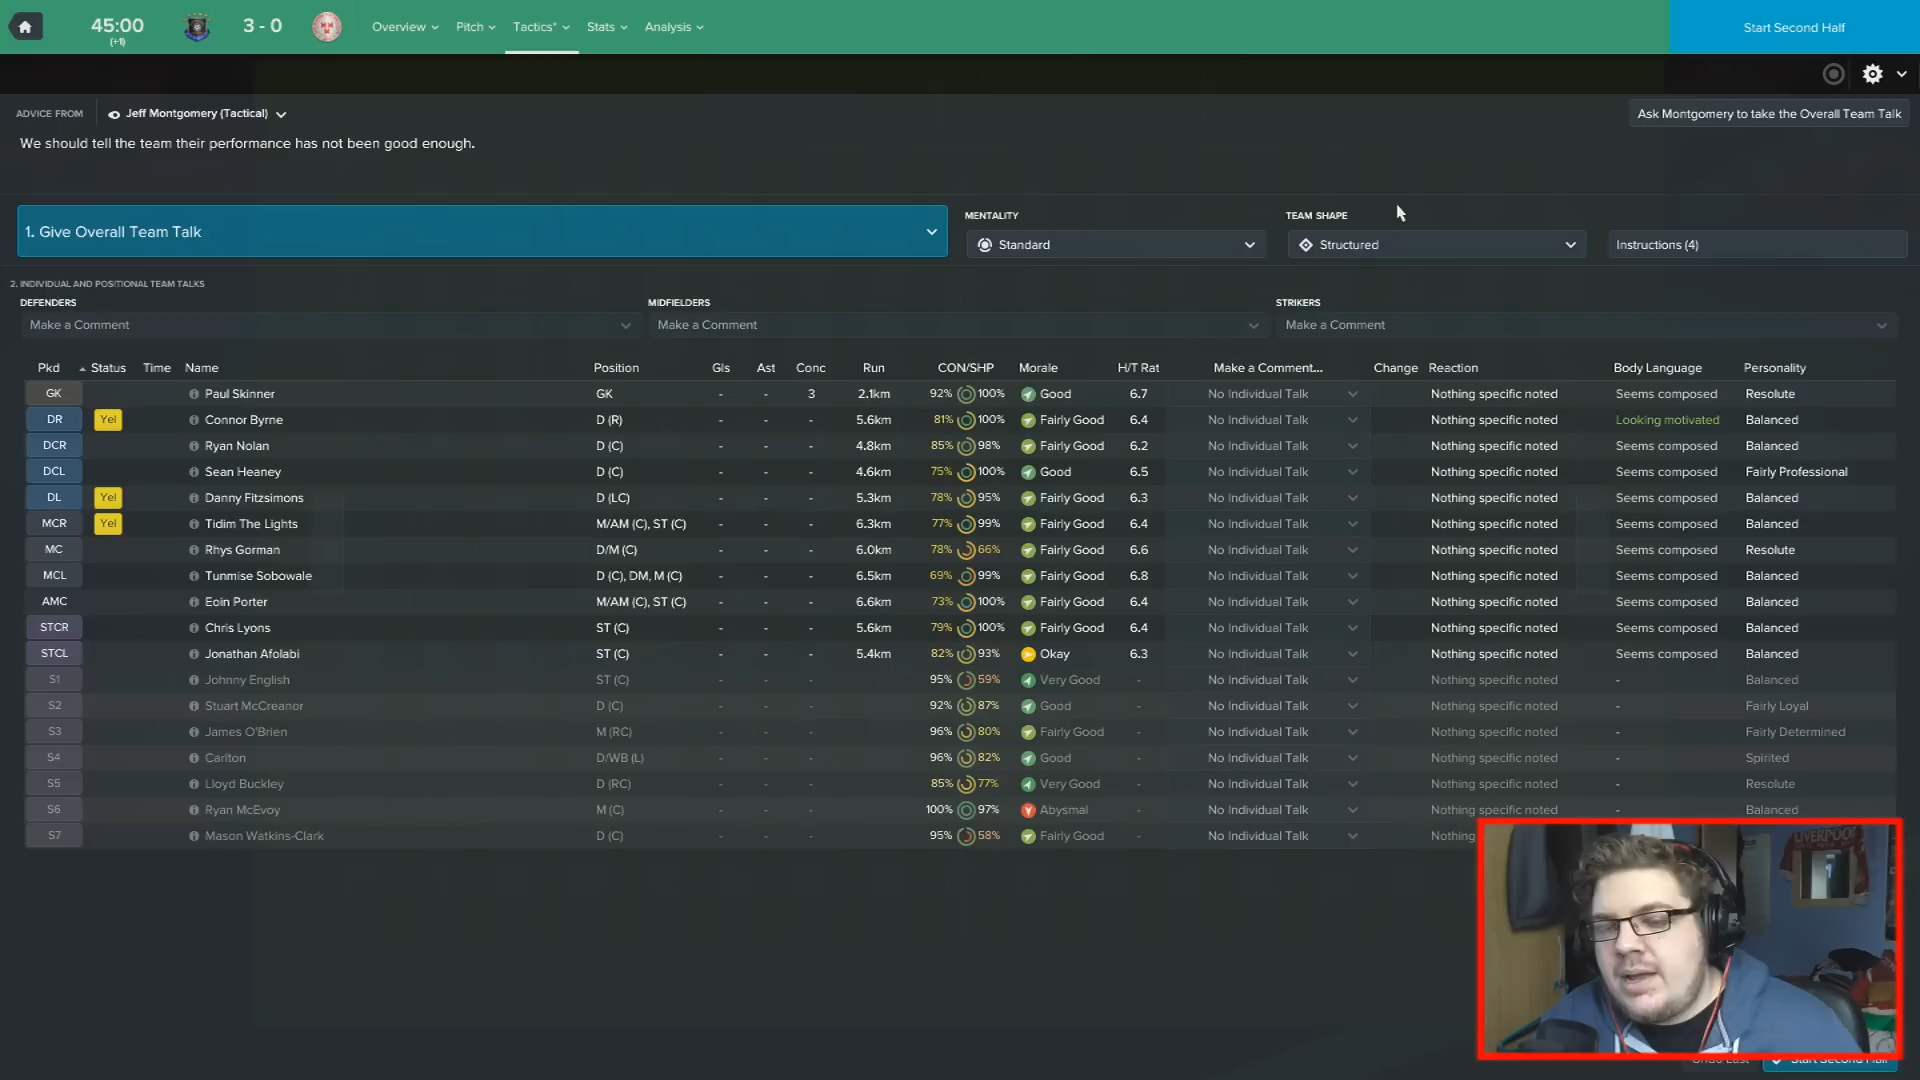 45:00 3 - 0 Overview Pitch Tactics* Stats Analysis Start Second Half
(+1)
ADVICE FROM Jeff Montgomery (Tactical) Ask Montgomery to take the Overall Team Talk
We should tell the team their performance has not been good enough.
MENTALITY TEAM SHAPE
1. Give Overall Team Talk Standard Structured Instructions (4)
2. INDIVIDUAL AND POSITIONAL TEAM TALKS
DEFENDERS MIDFIELDERS STRIKERS
Make a Comment Make a Comment Make a Comment
Pkd Status Time Name Position Gls Ast Conc Run CON/SHP Morale H/T Rat Make a Comment... Change Reaction Body Language Personality
GK Paul Skinner GK - - 3 2.1km 92% 100% Good 6.7 No Individual Talk Nothing specific noted Seems composed Resolute
DR Yel Connor Byrne D (R) - - - 5.6km 81% 100% Fairly Good 6.4 No Individual Talk Nothing specific noted Looking motivated Balanced
DCR Ryan Nolan D (C) - - - 4.8km 85% 98% Fairly Good 6.2 No Individual Talk Nothing specific noted Seems composed Balanced
DCL Sean Heaney D (C) - - - 4.6km 75% 100% Good 6.5 No Individual Talk Nothing specific noted Seems composed Fairly Professional
DL Yel Danny Fitzsimons D (LC) - - - 5.3km 78% 95% Fairly Good 6.3 No Individual Talk Nothing specific noted Seems composed Balanced
MCR Yel Tidim The Lights M/AM (C), ST (C) - - - 6.3km 77% 99% Fairly Good 6.4 No Individual Talk Nothing specific noted Seems composed Balanced
MC Rhys Gorman D/M (C) - - - 6.0km 78% 66% Fairly Good 6.6 No Individual Talk Nothing specific noted Seems composed Resolute
MCL Tunmise Sobowale D (C), DM, M (C) - - - 6.5km 69% 99% Fairly Good 6.8 No Individual Talk Nothing specific noted Seems composed Balanced
AMC Eoin Porter M/AM (C), ST (C) - - - 6.6km 73% 100% Fairly Good 6.4 No Individual Talk Nothing specific noted Seems composed Balanced
STCR Chris Lyons ST (C) - - - 5.6km 79% 100% Fairly Good 6.4 No Individual Talk Nothing specific noted Seems composed Balanced
STCL Jonathan Afolabi ST (C) - - - 5.4km 82% 93% Okay 6.3 No Individual Talk Nothing specific noted Seems composed Balanced
S1 Johnny English ST (C) - - - 95% 59% Very Good - No Individual Talk Nothing specific noted - Balanced
S2 Stuart McCreanor D (C) - - - 92% 87% Good - No Individual Talk Nothing specific noted - Fairly Loyal
S3 James O'Brien M (RC) - - - 96% 80% Fairly Good - No Individual Talk Nothing specific noted - Fairly Determined
S4 Carlton D/WB (L) - - - 96% 82% Good - No Individual Talk Nothing specific noted - Spirited
S5 Lloyd Buckley D (RC) - - - 85% 77% Very Good - No Individual Talk Nothing specific noted - Resolute
S6 Ryan McEvoy M (C) - - - 100% 97% Abysmal - No Individual Talk Nothing specific noted - Balanced
S7 Mason Watkins-Clark D (C) - - - 95% 58% Fairly Good - No Individual Talk Nothing
LIVERPOOL
Undo Last Start Second Half